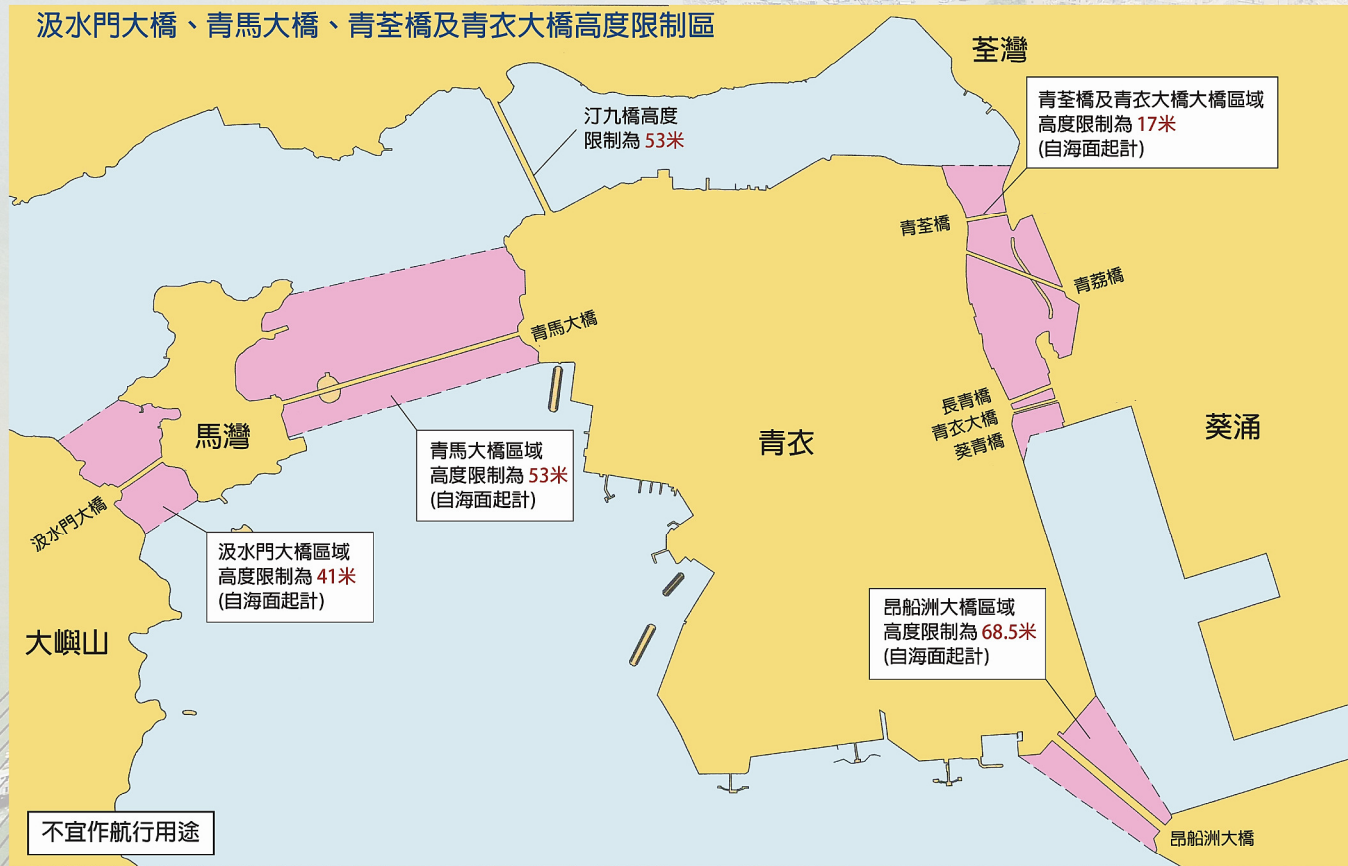 汲水門大橋、青馬大橋、青荃橋及青衣大橋高度限制區
荃灣
青荃橋及青衣大橋大橋區域
高度限制為 17米
(自海面起計)
汀九橋高度
限制為 53米
青荃橋
青荔橋
青馬大橋
長青橋
青衣大橋
葵青橋
馬灣
青衣
葵涌
青馬大橋區域
高度限制為 53米
(自海面起計)
汲水門大橋
汲水門大橋區域
高度限制為 41米
(自海面起計)
大嶼山
昂船洲大橋區域
高度限制為 68.5米
(自海面起計)
不宜作航行用途
昂船洲大橋